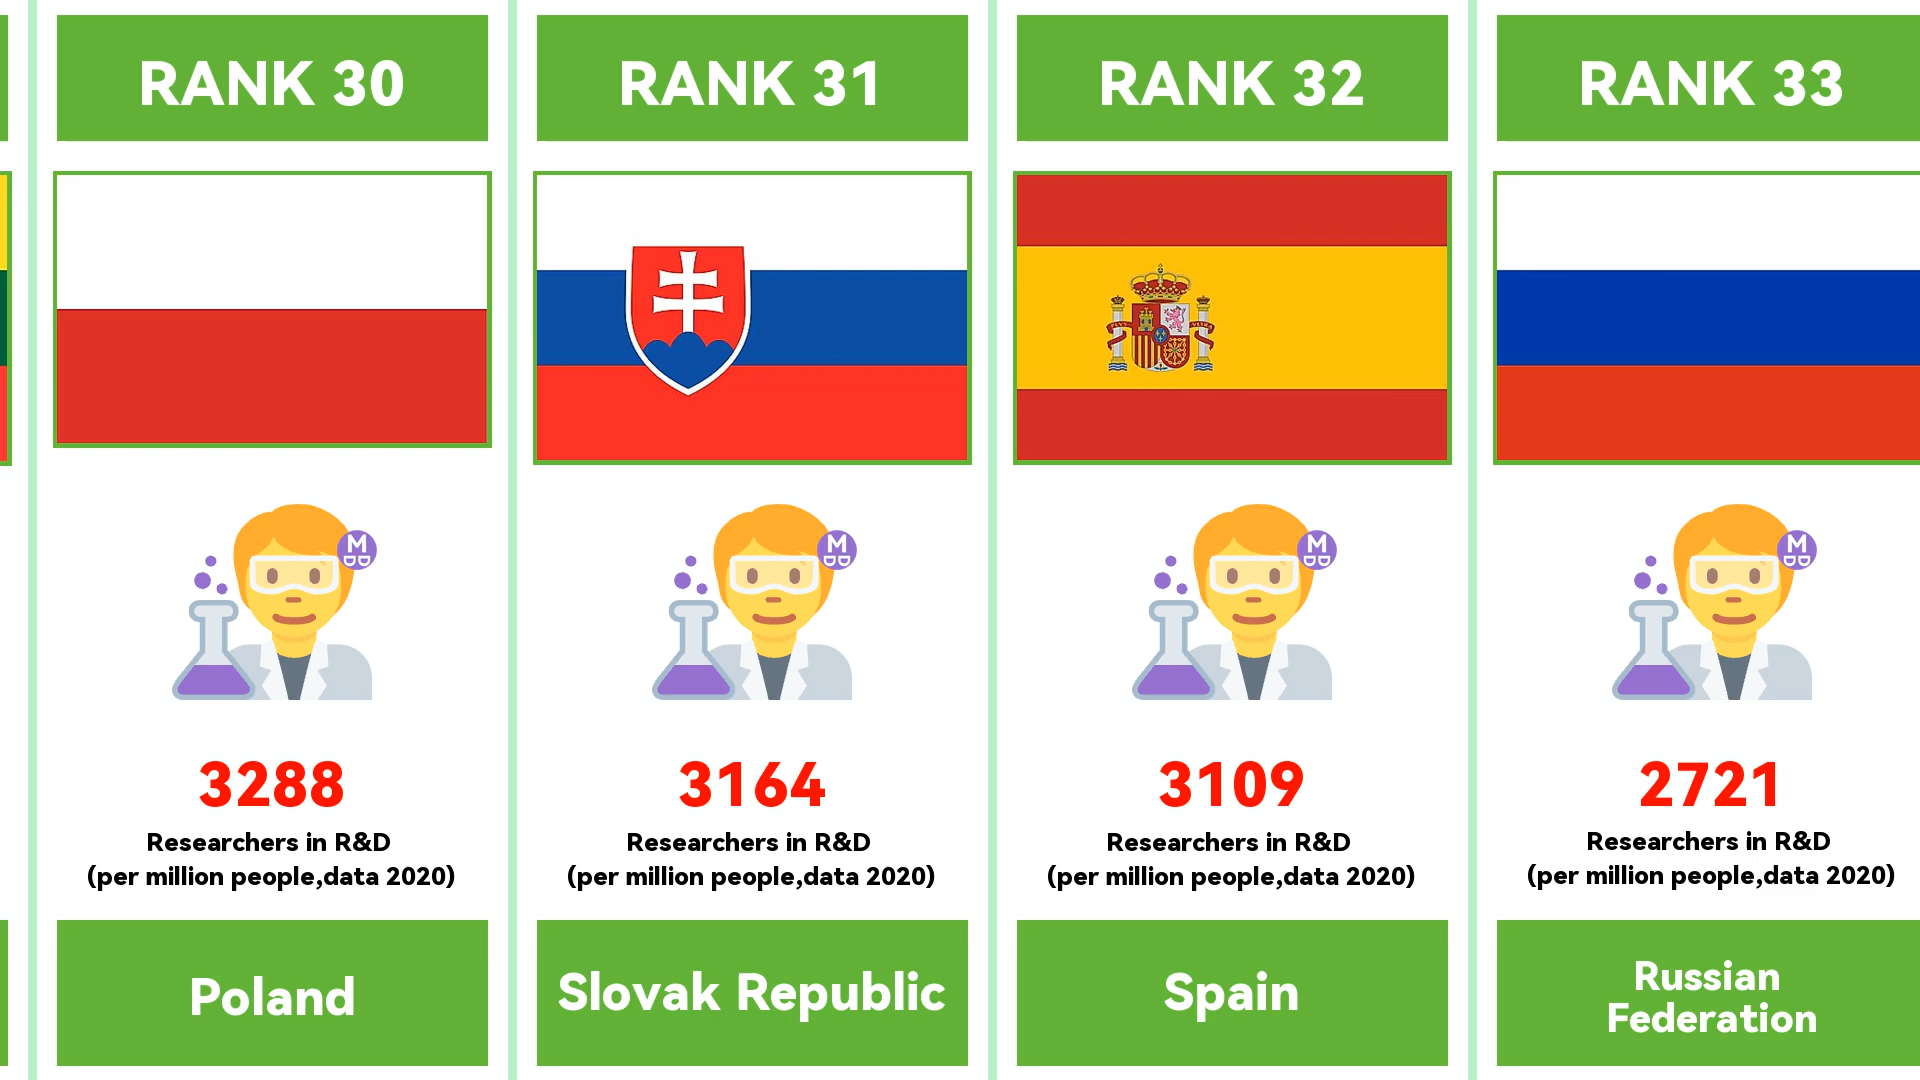 RANK 30
3288
Researchers in R&D
(per million people,data 2020)
Poland
RANK 31
3164
Researchers in R&D
(per million people,data 2020)
Slovak Republic
RANK 32
3109
Researchers in R&D
(per million people,data 2020)
Spain
RANK 33
2721
Researchers in R&D
(per million people,data 2020)
Russian
Federation